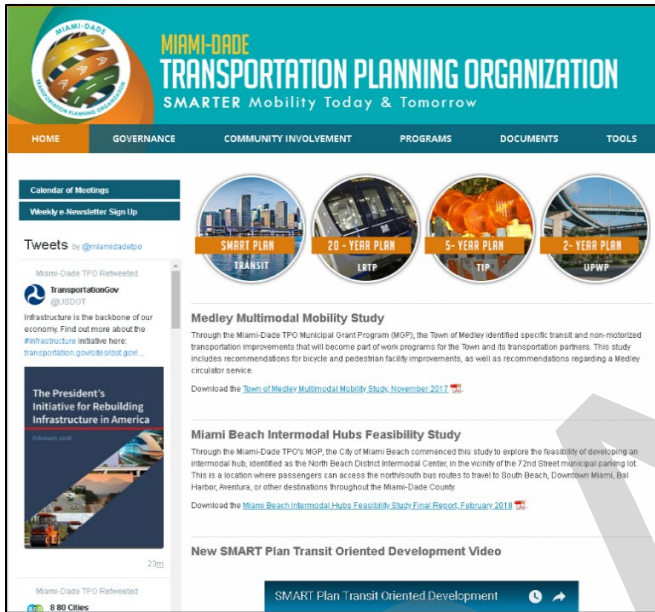 MIAMI-DADE
TRANSPORTATION PLANNING ORGANIZATION
MIAMI-DADE
TRANSPORTATION PLANNING ORGANIZATION
SMARTER Mobility Today & Tomorrow
HOME GOVERNANCE COMMUNITY INVOLVEMENT PROGRAMS DOCUMENTS TOOLS
Calendar of Meetings
Weekly e-Newsletter Sign Up
Tweets by @miamidadetpo
Miami-Dade TPO Retweeted
TransportationGov
@USDOT
Infrastructure is the backbone of our
economy. Find out more about the
#infrastructure initiative here:
transportation.gov/sites/dot.gov/...
The President's
Initiative for Rebuilding
Infrastructure in America
February 2018
23m
Miami-Dade TPO Retweeted
8 80 Cities
SMART PLAN
TRANSIT
20 - YEAR PLAN
LRTP
5- YEAR PLAN
TIP
2- YEAR PLAN
UPWP
Medley Multimodal Mobility Study
Through the Miami-Dade TPO Municipal Grant Program (MGP), the Town of Medley identified specific transit and non-motorized
transportation improvements that will become part of work programs for the Town and its transportation partners. This study
includes recommendations for bicycle and pedestrian facility improvements, as well as recommendations regarding a Medley
circulator service.
Download the Town of Medley Multimodal Mobility Study, November 2017
Miami Beach Intermodal Hubs Feasibility Study
Through the Miami-Dade TPO's MGP, the City of Miami Beach commenced this study to explore the feasibility of developing an
intermodal hub, identified as the North Beach District Intermodal Center, in the vicinity of the 72nd Street municipal parking lot.
This is a location where passengers can access the north/south bus routes to travel to South Beach, Downtown Miami, Bal
Harbor, Aventura, or other destinations throughout the Miami-Dade County.
Download the Miami Beach Intermodal Hubs Feasibility Study Final Report, February 2018
New SMART Plan Transit Oriented Development Video
SMART Plan Transit Oriented Development